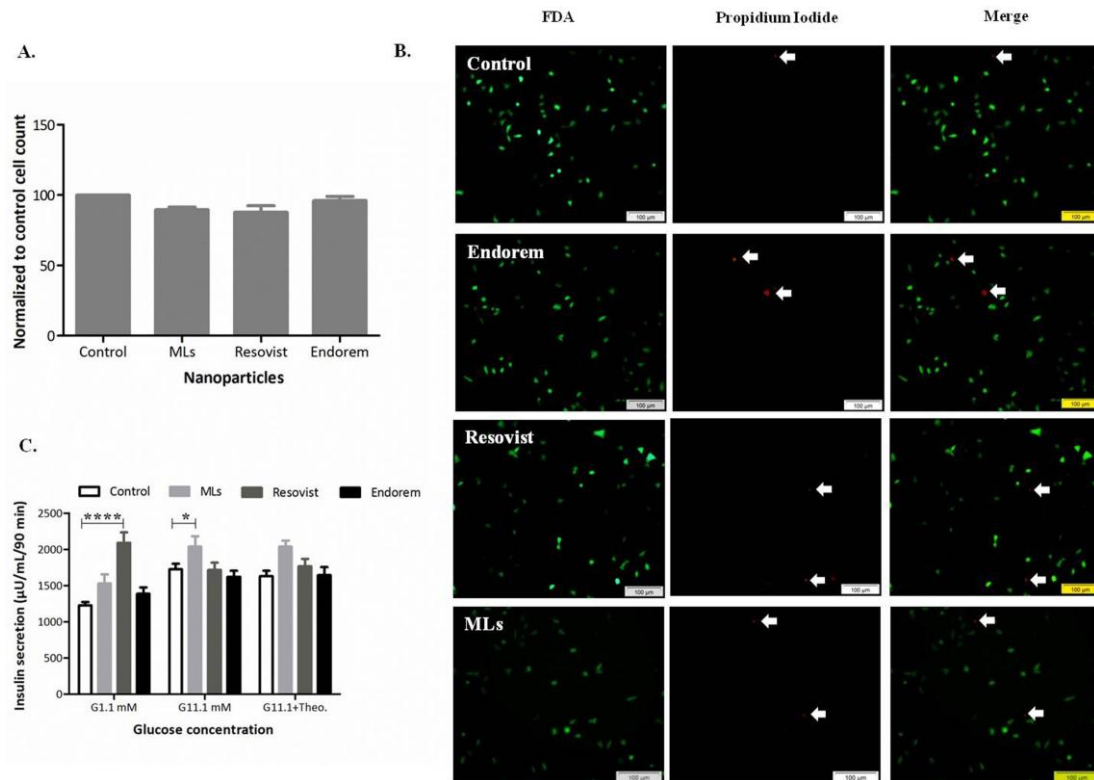 A.
150
100
50
0
Normalized to control cell count
Control MLs Resovist Endorem
Nanoparticles
B.
FDA Propidium Iodide Merge
Control
100 µm 100 µm 100 µm
Endorem
100 µm 100 µm 100 µm
Resovist
100 µm 100 µm 100 µm
MLs
100 µm 100 µm 100 µm
C.
Control MLs Resovist Endorem
**** *
2500
2000
1500
1000
500
0
Insulin secretion (µU/mL/90 min)
G1.1 mM G11.1 mM G11.1+Theo.
Glucose concentration